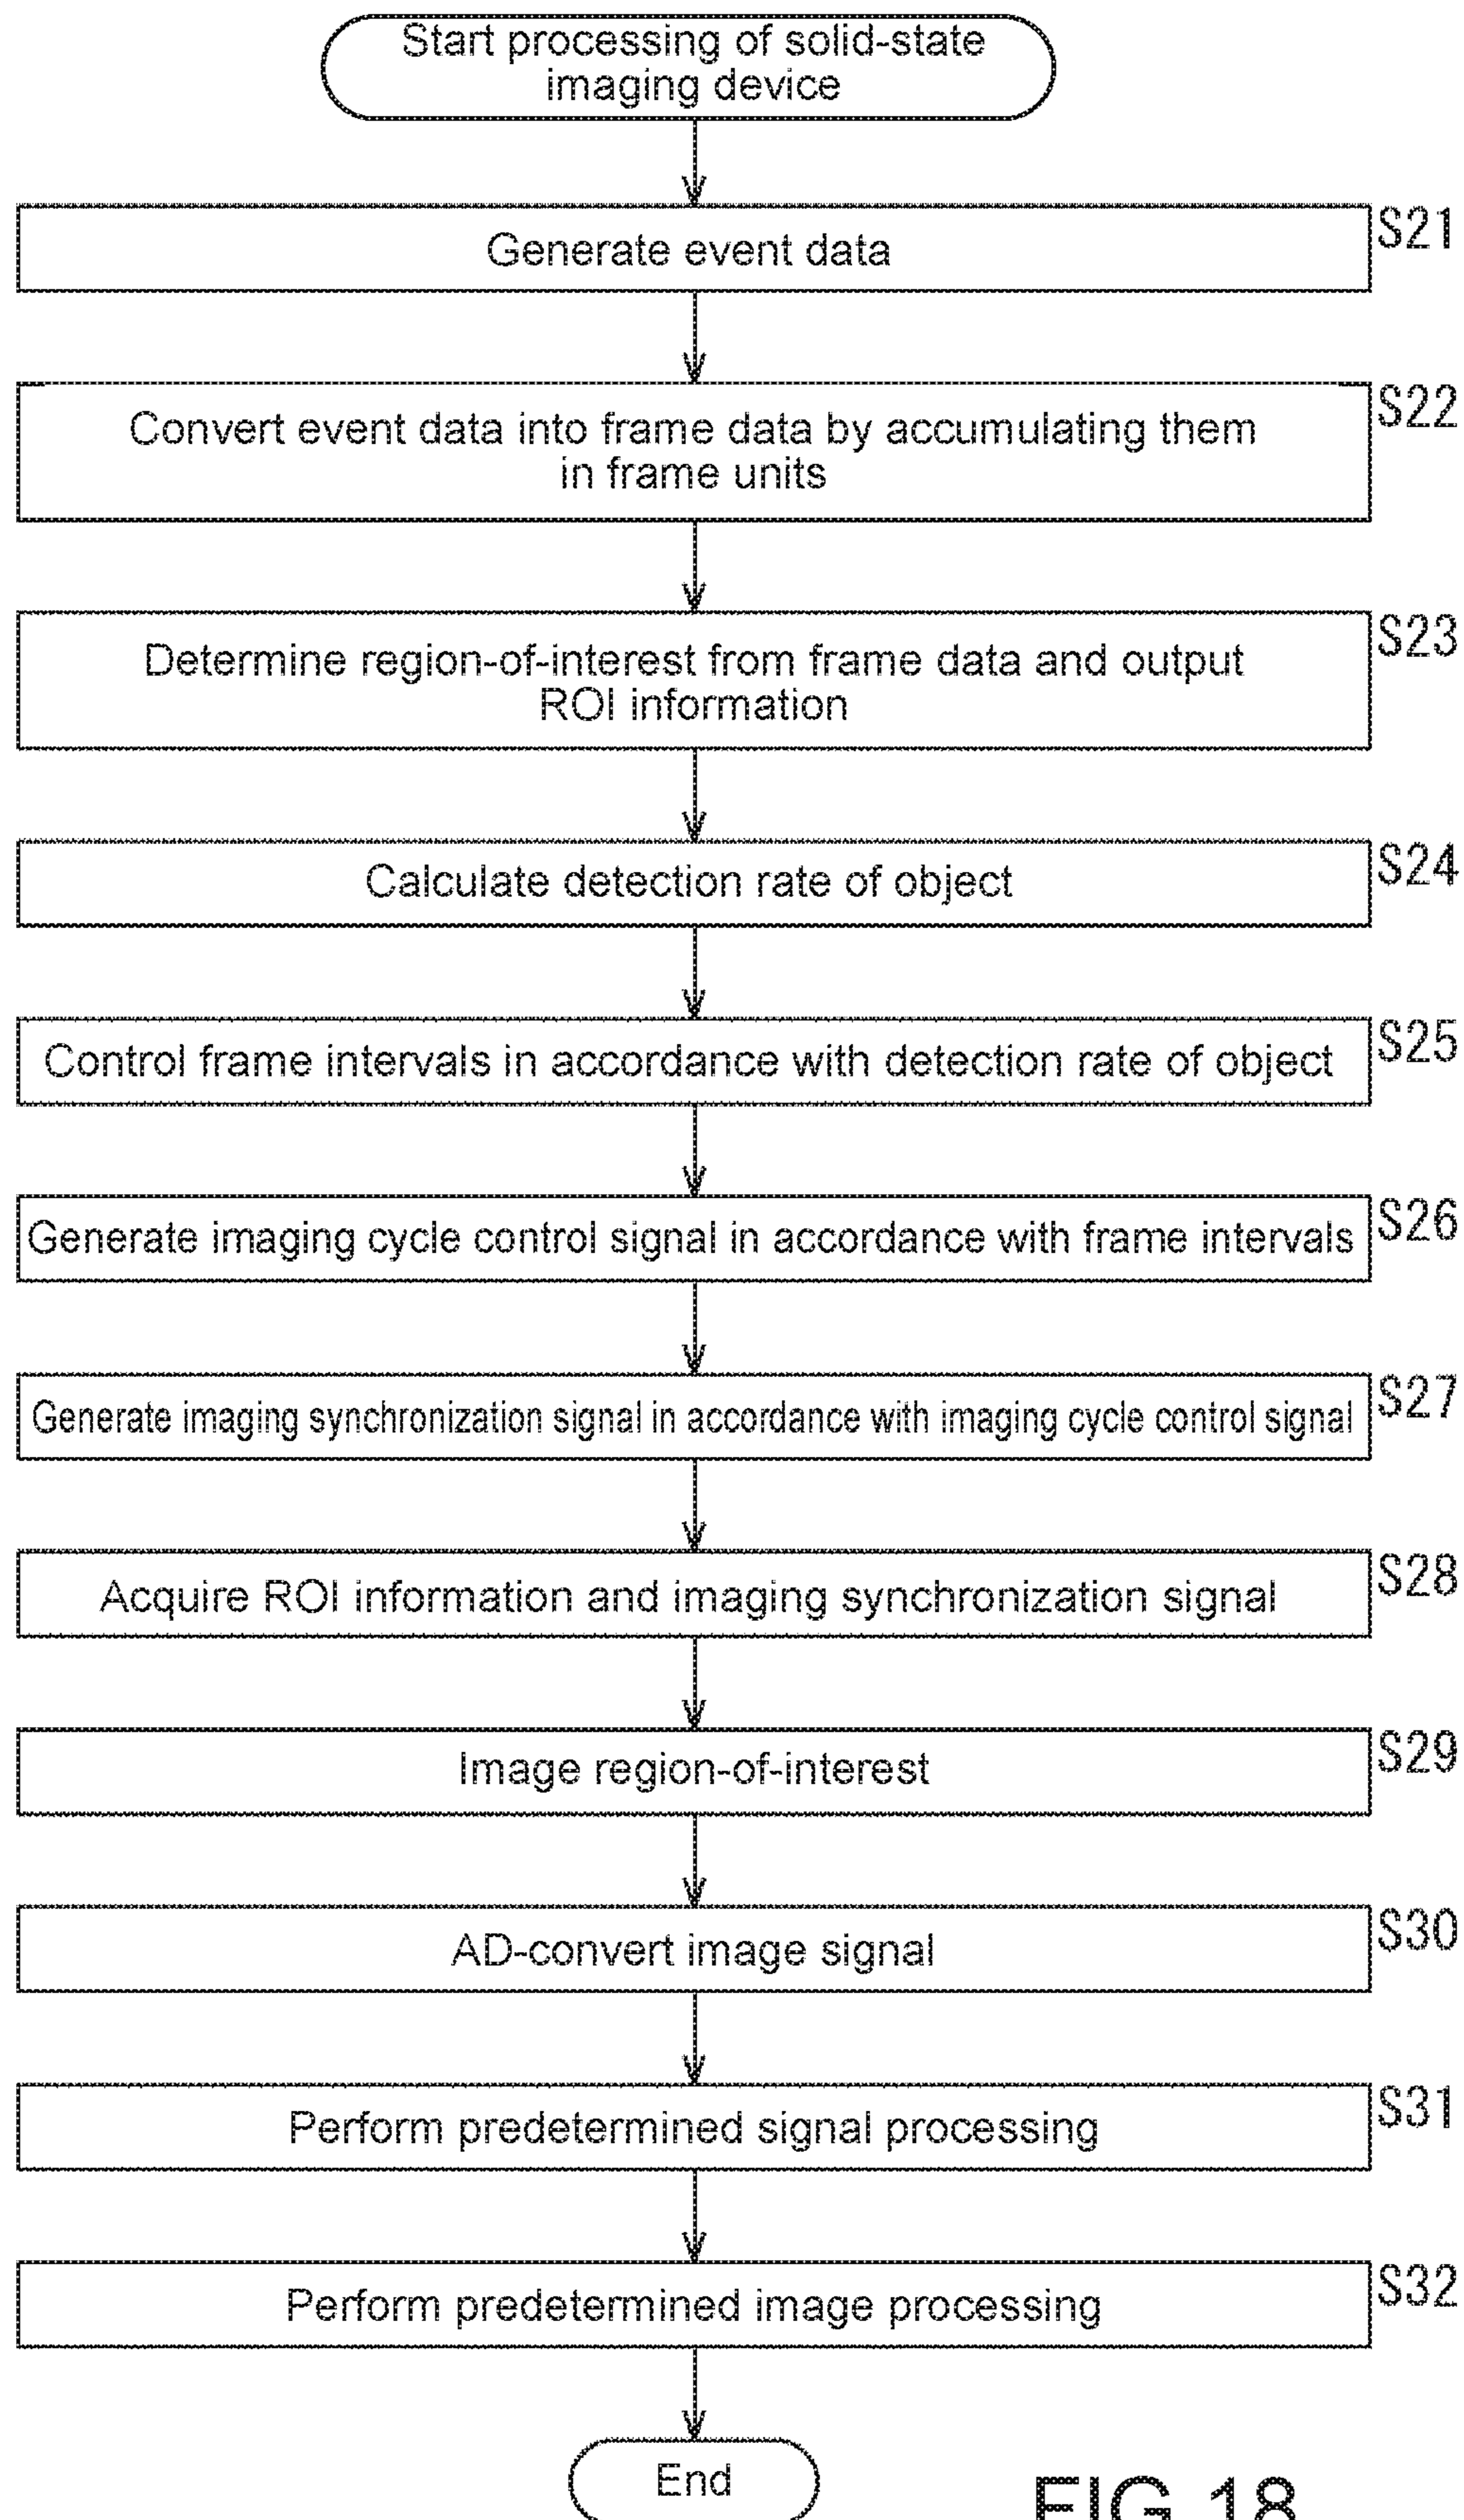 Start processing of solid-state
imaging device
S21
Generate event data
S22
Convert event data into frame data by accumulating them
in frame units
S23
Determine region-of-interest from frame data and output
ROI information
S24
Calculate detection rate of object
S25
Control frame intervals in accordance with detection rate of object
S26
Generate imaging cycle control signal in accordance with frame intervals
S27
Generate imaging synchronization signal in accordance with imaging cycle control signal
S28
Acquire ROI information and imaging synchronization signal
S29
Image region-of-interest
S30
AD-convert image signal
S31
Perform predetermined signal processing
S32
Perform predetermined image processing
End
FIG.18